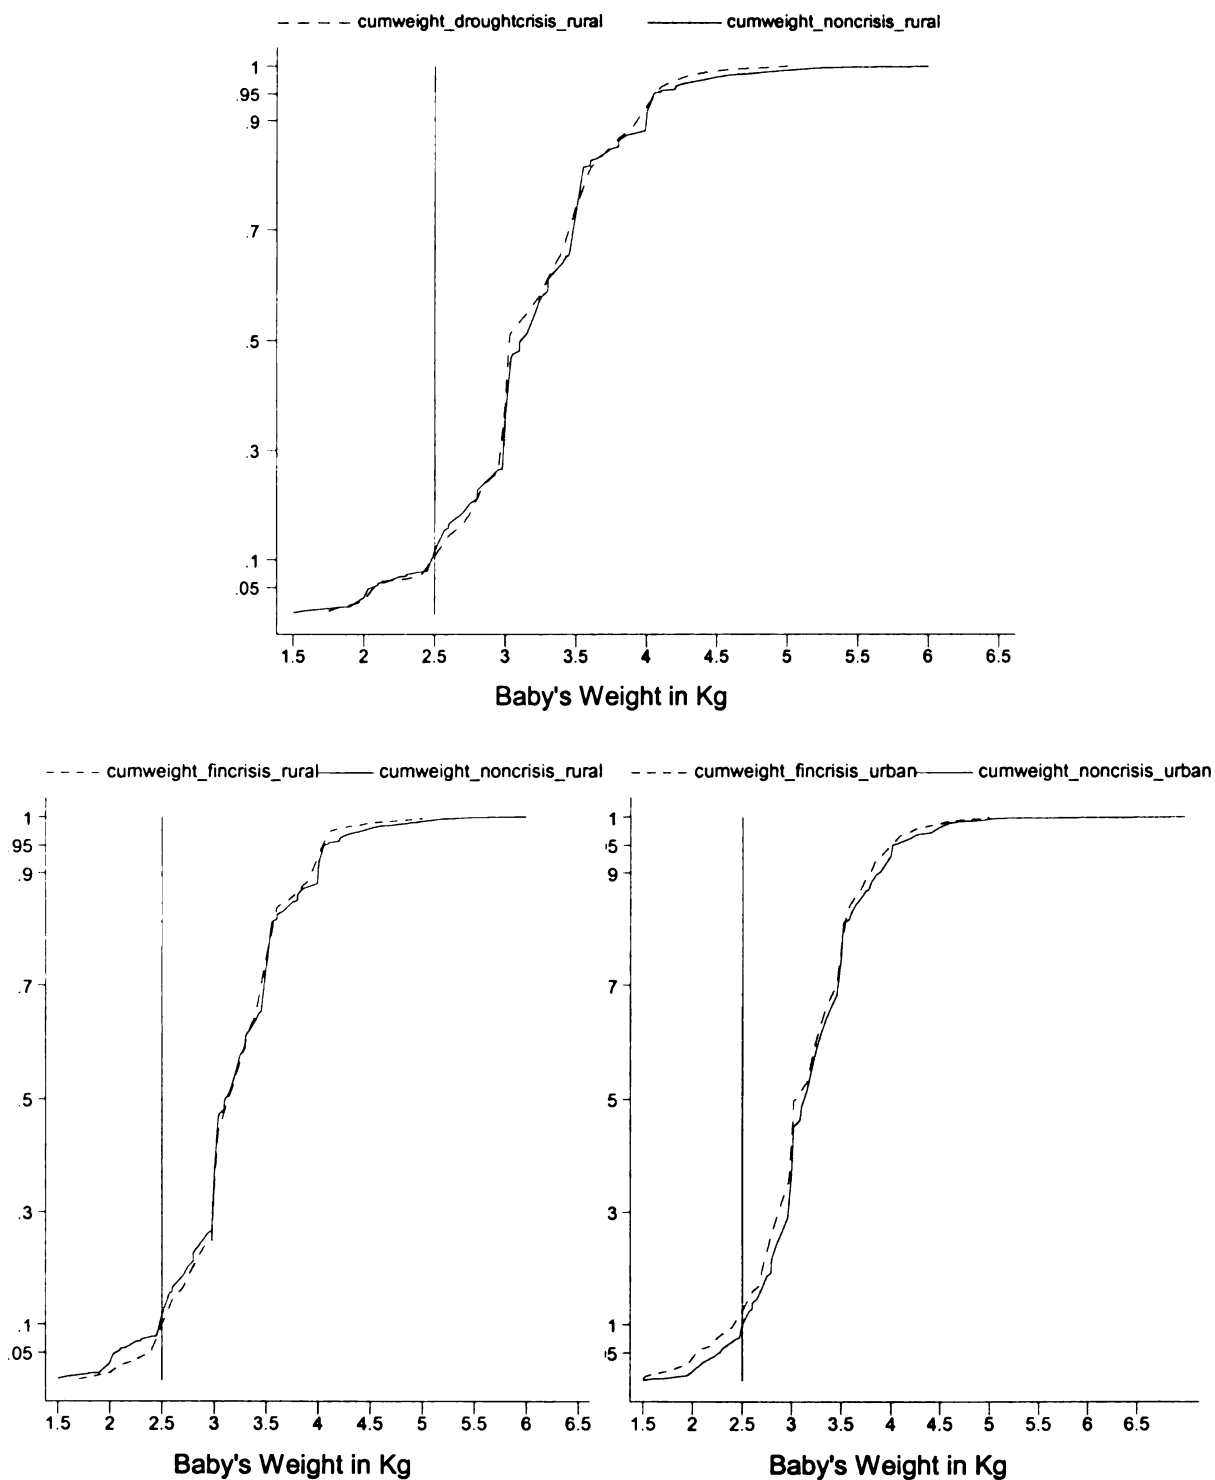 cumweight_droughtcrisis_rural cumweight_noncrisis_rural
1
.95
.9
.7
.5
.3
.1
.05
1.5 2 2.5 3 3.5 4 4.5 5 5.5 6 6.5
Baby's Weight in Kg
cumweight_fincrisis_rural cumweight_noncrisis_rural
1
.95
.9
.7
.5
.3
.1
.05
1.5 2 2.5 3 3.5 4 4.5 5 5.5 6 6.5
Baby's Weight in Kg
cumweight_fincrisis_urban cumweight_noncrisis_urban
1
5
9
7
5
3
1
5
1.5 2 2.5 3 3.5 4 4.5 5 5.5 6 6.5
Baby's Weight in Kg